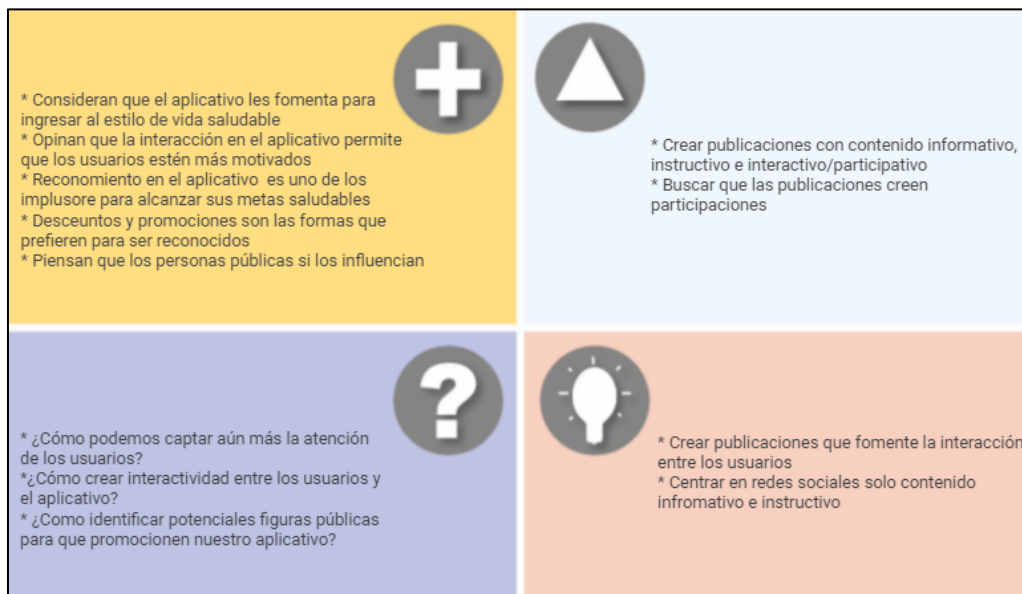 * Consideran que el aplicativo les fomenta para
ingresar al estilo de vida saludable
* Opinan que la interacción en el aplicativo permite
que los usuarios estén más motivados
* Reconomiento en el aplicativo  es uno de los
implusore para alcanzar sus metas saludables
* Desceuntos y promociones son las formas que
prefieren para ser reconocidos
* Piensan que los personas públicas si los influencian
* Crear publicaciones con contenido informativo,
instructivo e interactivo/participativo
* Buscar que las publicaciones creen
participaciones
* ¿Cómo podemos captar aún más la atención
de los usuarios?
*¿Cómo crear interactividad entre los usuarios y
el aplicativo?
* ¿Como identificar potenciales figuras públicas
para que promocionen nuestro aplicativo?
* Crear publicaciones que fomente la interacción
entre los usuarios
* Centrar en redes sociales solo contenido
infromativo e instructivo